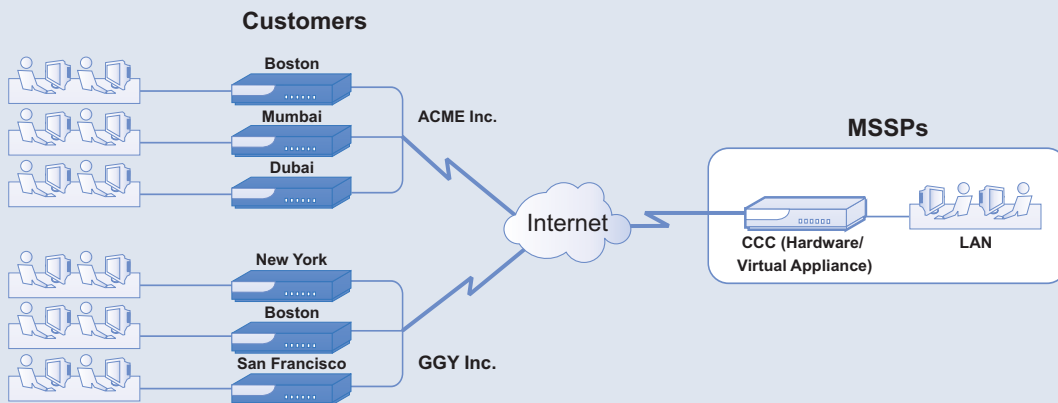 Customers
Boston
Mumbai
Dubai
ACME Inc.
New York
Boston
San Francisco
GGY Inc.
Internet
MSSPs
CCC (Hardware/
Virtual Appliance)
LAN